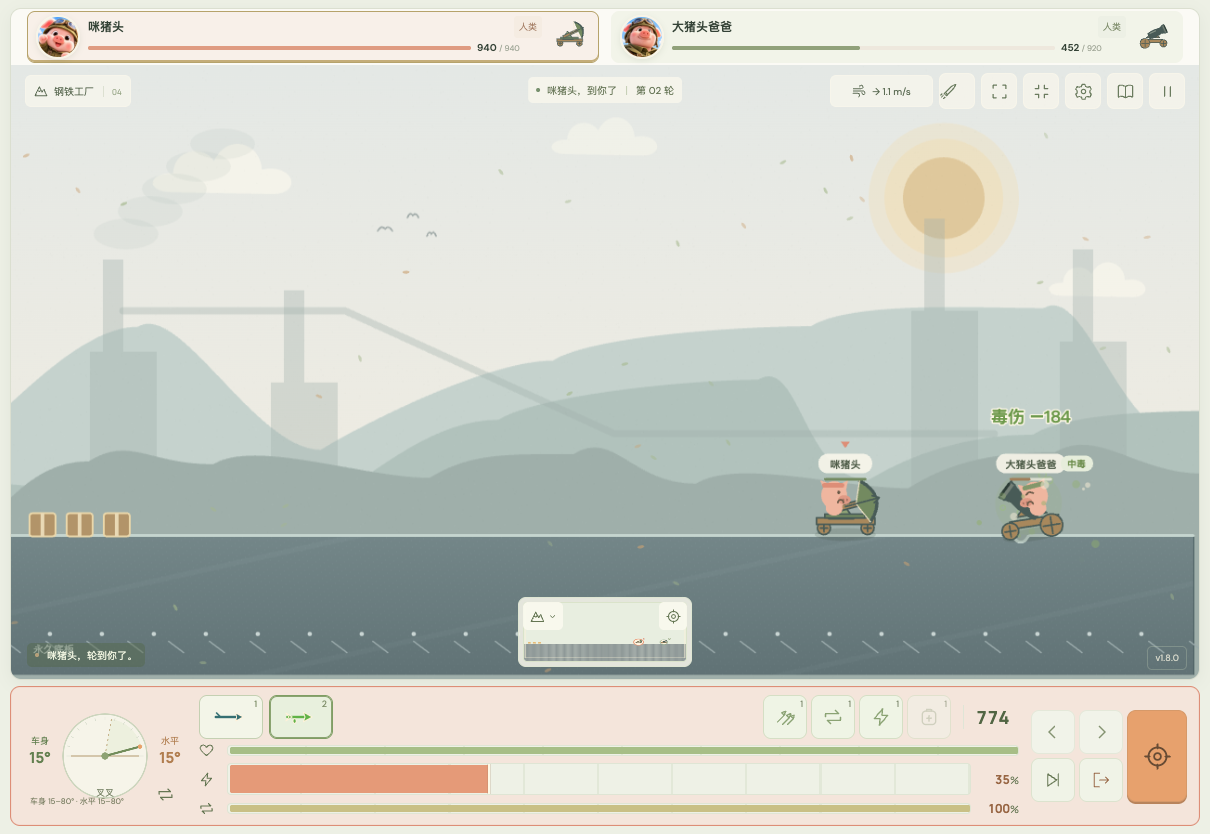 咪猪头
人类
940 / 940
大猪头爸爸
人类
452 / 920
钢铁工厂 04
咪猪头，到你了 第 02 轮
→ 1.1 m/s
毒伤 −184
咪猪头
大猪头爸爸 中毒
咪猪头，轮到你了。
v1.8.0
1
2
1
1
1
1
774
车身
15°
水平
15°
叉叉
车身 15–80° · 水平 15–80°
35%
100%